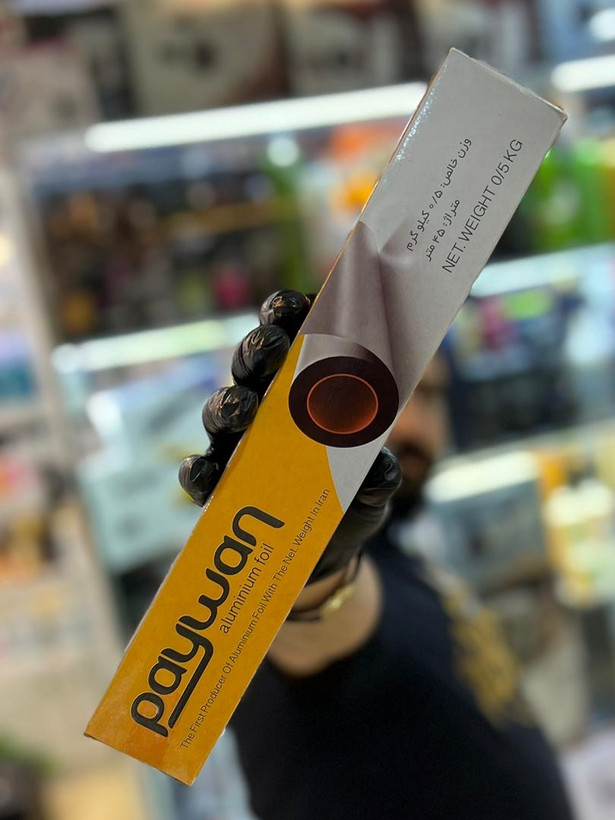 وزن خالص: ۰/۵ کیلو گرم
متراژ: ۴۵ متر
NET. WEIGHT 0/5 KG
paywan
aluminium foil
The First Producer Of Aluminium Foil With The Net. Weight In Iran